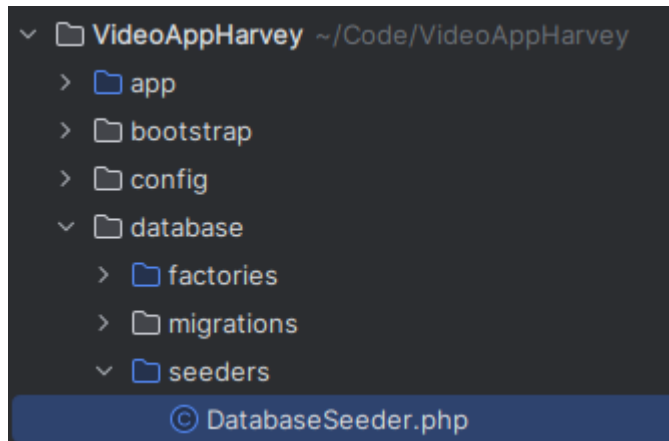 VideoAppHarvey ~/Code/VideoAppHarvey
app
bootstrap
config
database
factories
migrations
seeders
DatabaseSeeder.php